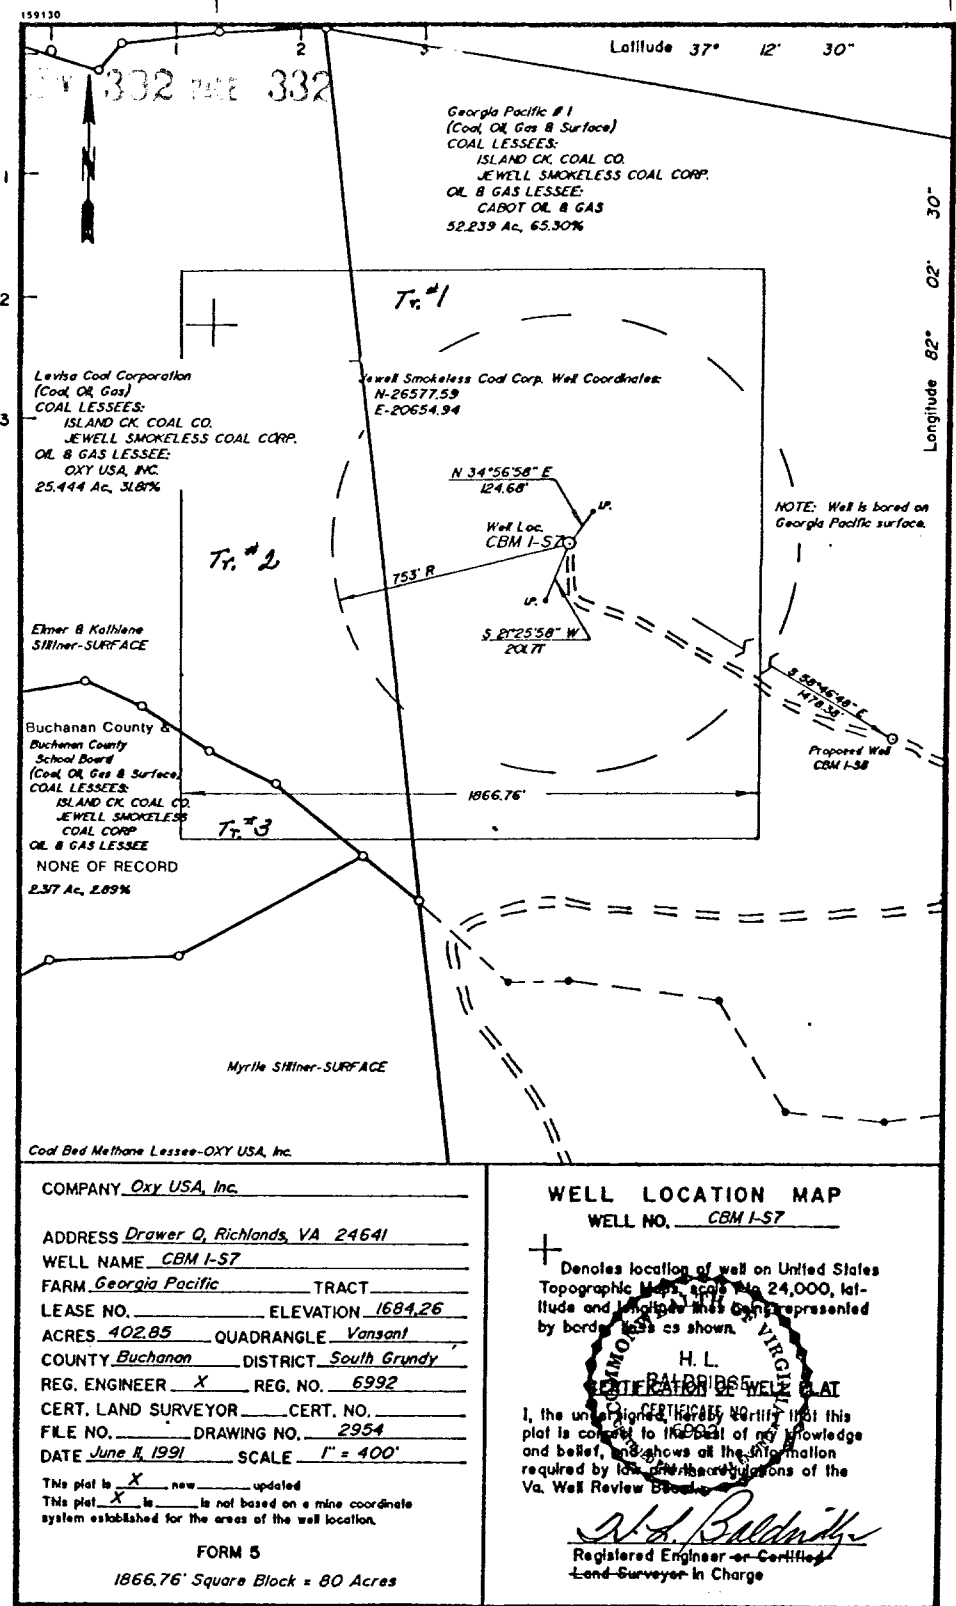 159130
1 2 3
Latitude 37° 12' 30"
332 PAGE 332
N
1
2
3
Longitude 82° 02' 30"
Georgia Pacific #1
(Coal, Oil, Gas & Surface)
COAL LESSEES:
ISLAND CK. COAL CO.
JEWELL SMOKELESS COAL CORP.
OIL & GAS LESSEE:
CABOT OIL & GAS
52.239 Ac., 65.30%
Tr. #1
Levisa Coal Corporation
(Coal, Oil, Gas)
COAL LESSEES:
ISLAND CK. COAL CO.
JEWELL SMOKELESS COAL CORP.
OIL & GAS LESSEE:
OXY USA, INC.
25.444 Ac., 31.81%
Jewell Smokeless Coal Corp. Well Coordinates:
N-26577.59
E-20654.94
N 34°56'58" E
124.68'
I.P.
Well Loc.
CBM I-S7
NOTE: Well is bored on
Georgia Pacific surface.
Tr. #2
753' R
I.P.
S 21°25'58" W
201.71'
Elmer & Kathlene
Stiltner-SURFACE
S 58°46'48" E
1478.38'
Proposed Well
CBM I-S8
Buchanan County &
Buchanan County
School Board
(Coal, Oil, Gas & Surface)
COAL LESSEES:
ISLAND CK. COAL CO.
JEWELL SMOKELESS
COAL CORP
OIL & GAS LESSEE
NONE OF RECORD
2.317 Ac., 2.89%
1866.76'
Tr. #3
Myrtle Stiltner-SURFACE
Coal Bed Methane Lessee-OXY USA, Inc.
COMPANY Oxy USA, Inc.
ADDRESS Drawer Q, Richlands, VA 24641
WELL NAME CBM I-S7
FARM Georgia Pacific TRACT
LEASE NO. ELEVATION 1684.26
ACRES 402.85 QUADRANGLE Vansant
COUNTY Buchanan DISTRICT South Grundy
REG. ENGINEER X REG. NO. 6992
CERT. LAND SURVEYOR CERT. NO.
FILE NO. DRAWING NO. 2954
DATE June 11, 1991 SCALE 1" = 400'
This plat is X new updated
This plat X is is not based on a mine coordinate
system established for the areas of the well location.
FORM 5
1866.76' Square Block = 80 Acres
WELL LOCATION MAP
WELL NO. CBM I-S7
Denotes location of well on United States
Topographic Maps, scale 1 to 24,000, lat-
itude and longitude lines being represented
by border lines as shown.
COMMONWEALTH OF VIRGINIA
H. L.
BALDRIDGE
CERTIFICATE NO.
6992
CERTIFICATION OF WELL PLAT
I, the undersigned, hereby certify that this
plat is correct to the best of my knowledge
and belief, and shows all the information
required by law and the regulations of the
Va. Well Review Board.
H. L. Baldridge
Registered Engineer or Certified
Land Surveyor in Charge